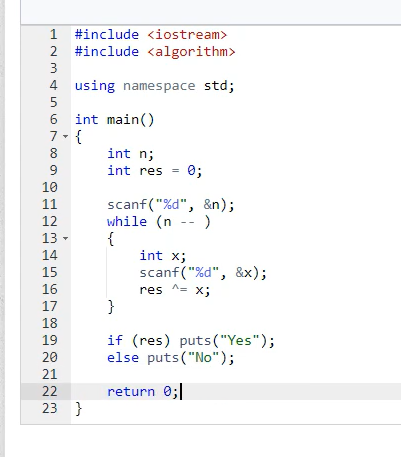 1 #include <iostream>
2 #include <algorithm>
3
4 using namespace std;
5
6 int main()
7 {
8     int n;
9     int res = 0;
10
11     scanf("%d", &n);
12     while (n -- )
13     {
14         int x;
15         scanf("%d", &x);
16         res ^= x;
17     }
18
19     if (res) puts("Yes");
20     else puts("No");
21
22     return 0;
23 }